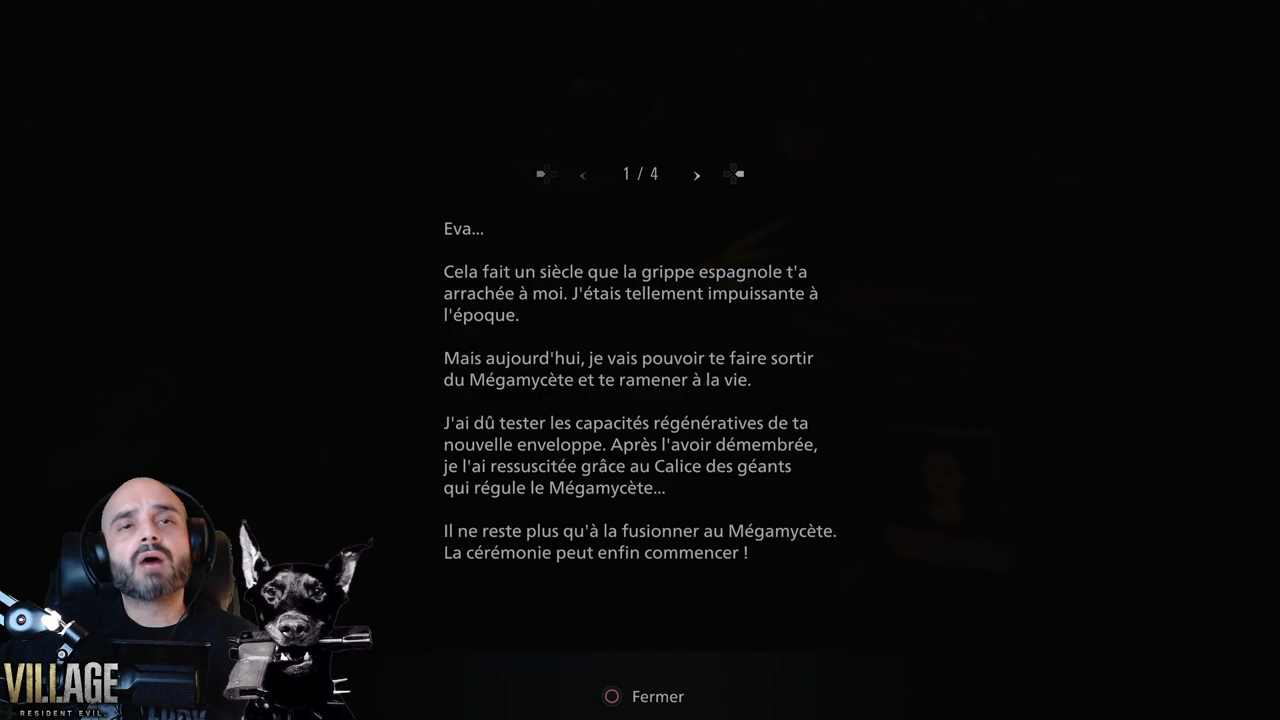 1 / 4
Eva...
Cela fait un siècle que la grippe espagnole t'a
arrachée à moi. J'étais tellement impuissante à
l'époque.
Mais aujourd'hui, je vais pouvoir te faire sortir
du Mégamycète et te ramener à la vie.
J'ai dû tester les capacités régénératives de ta
nouvelle enveloppe. Après l'avoir démembrée,
je l'ai ressuscitée grâce au Calice des géants
qui régule le Mégamycète...
Il ne reste plus qu'à la fusionner au Mégamycète.
La cérémonie peut enfin commencer !
VILLAGE
RESIDENT EVIL
Fermer